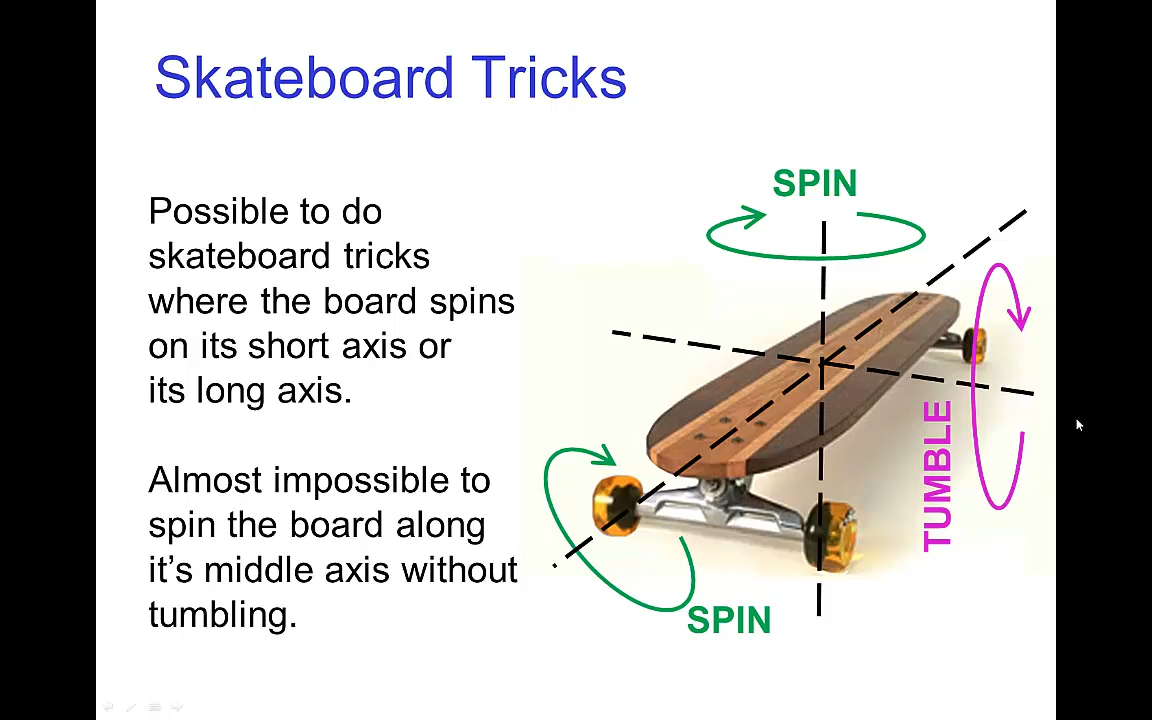 Skateboard Tricks
Possible to do
skateboard tricks
where the board spins
on its short axis or
its long axis.
Almost impossible to
spin the board along
it's middle axis without
tumbling.
SPIN
TUMBLE
SPIN